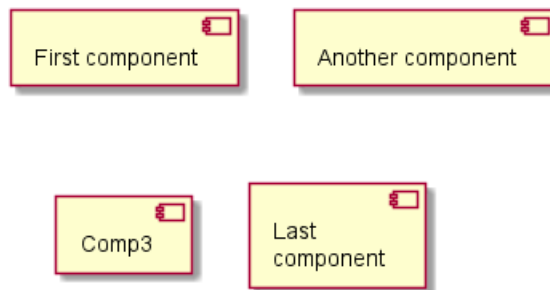 First component
Another component
Comp3
Last
component